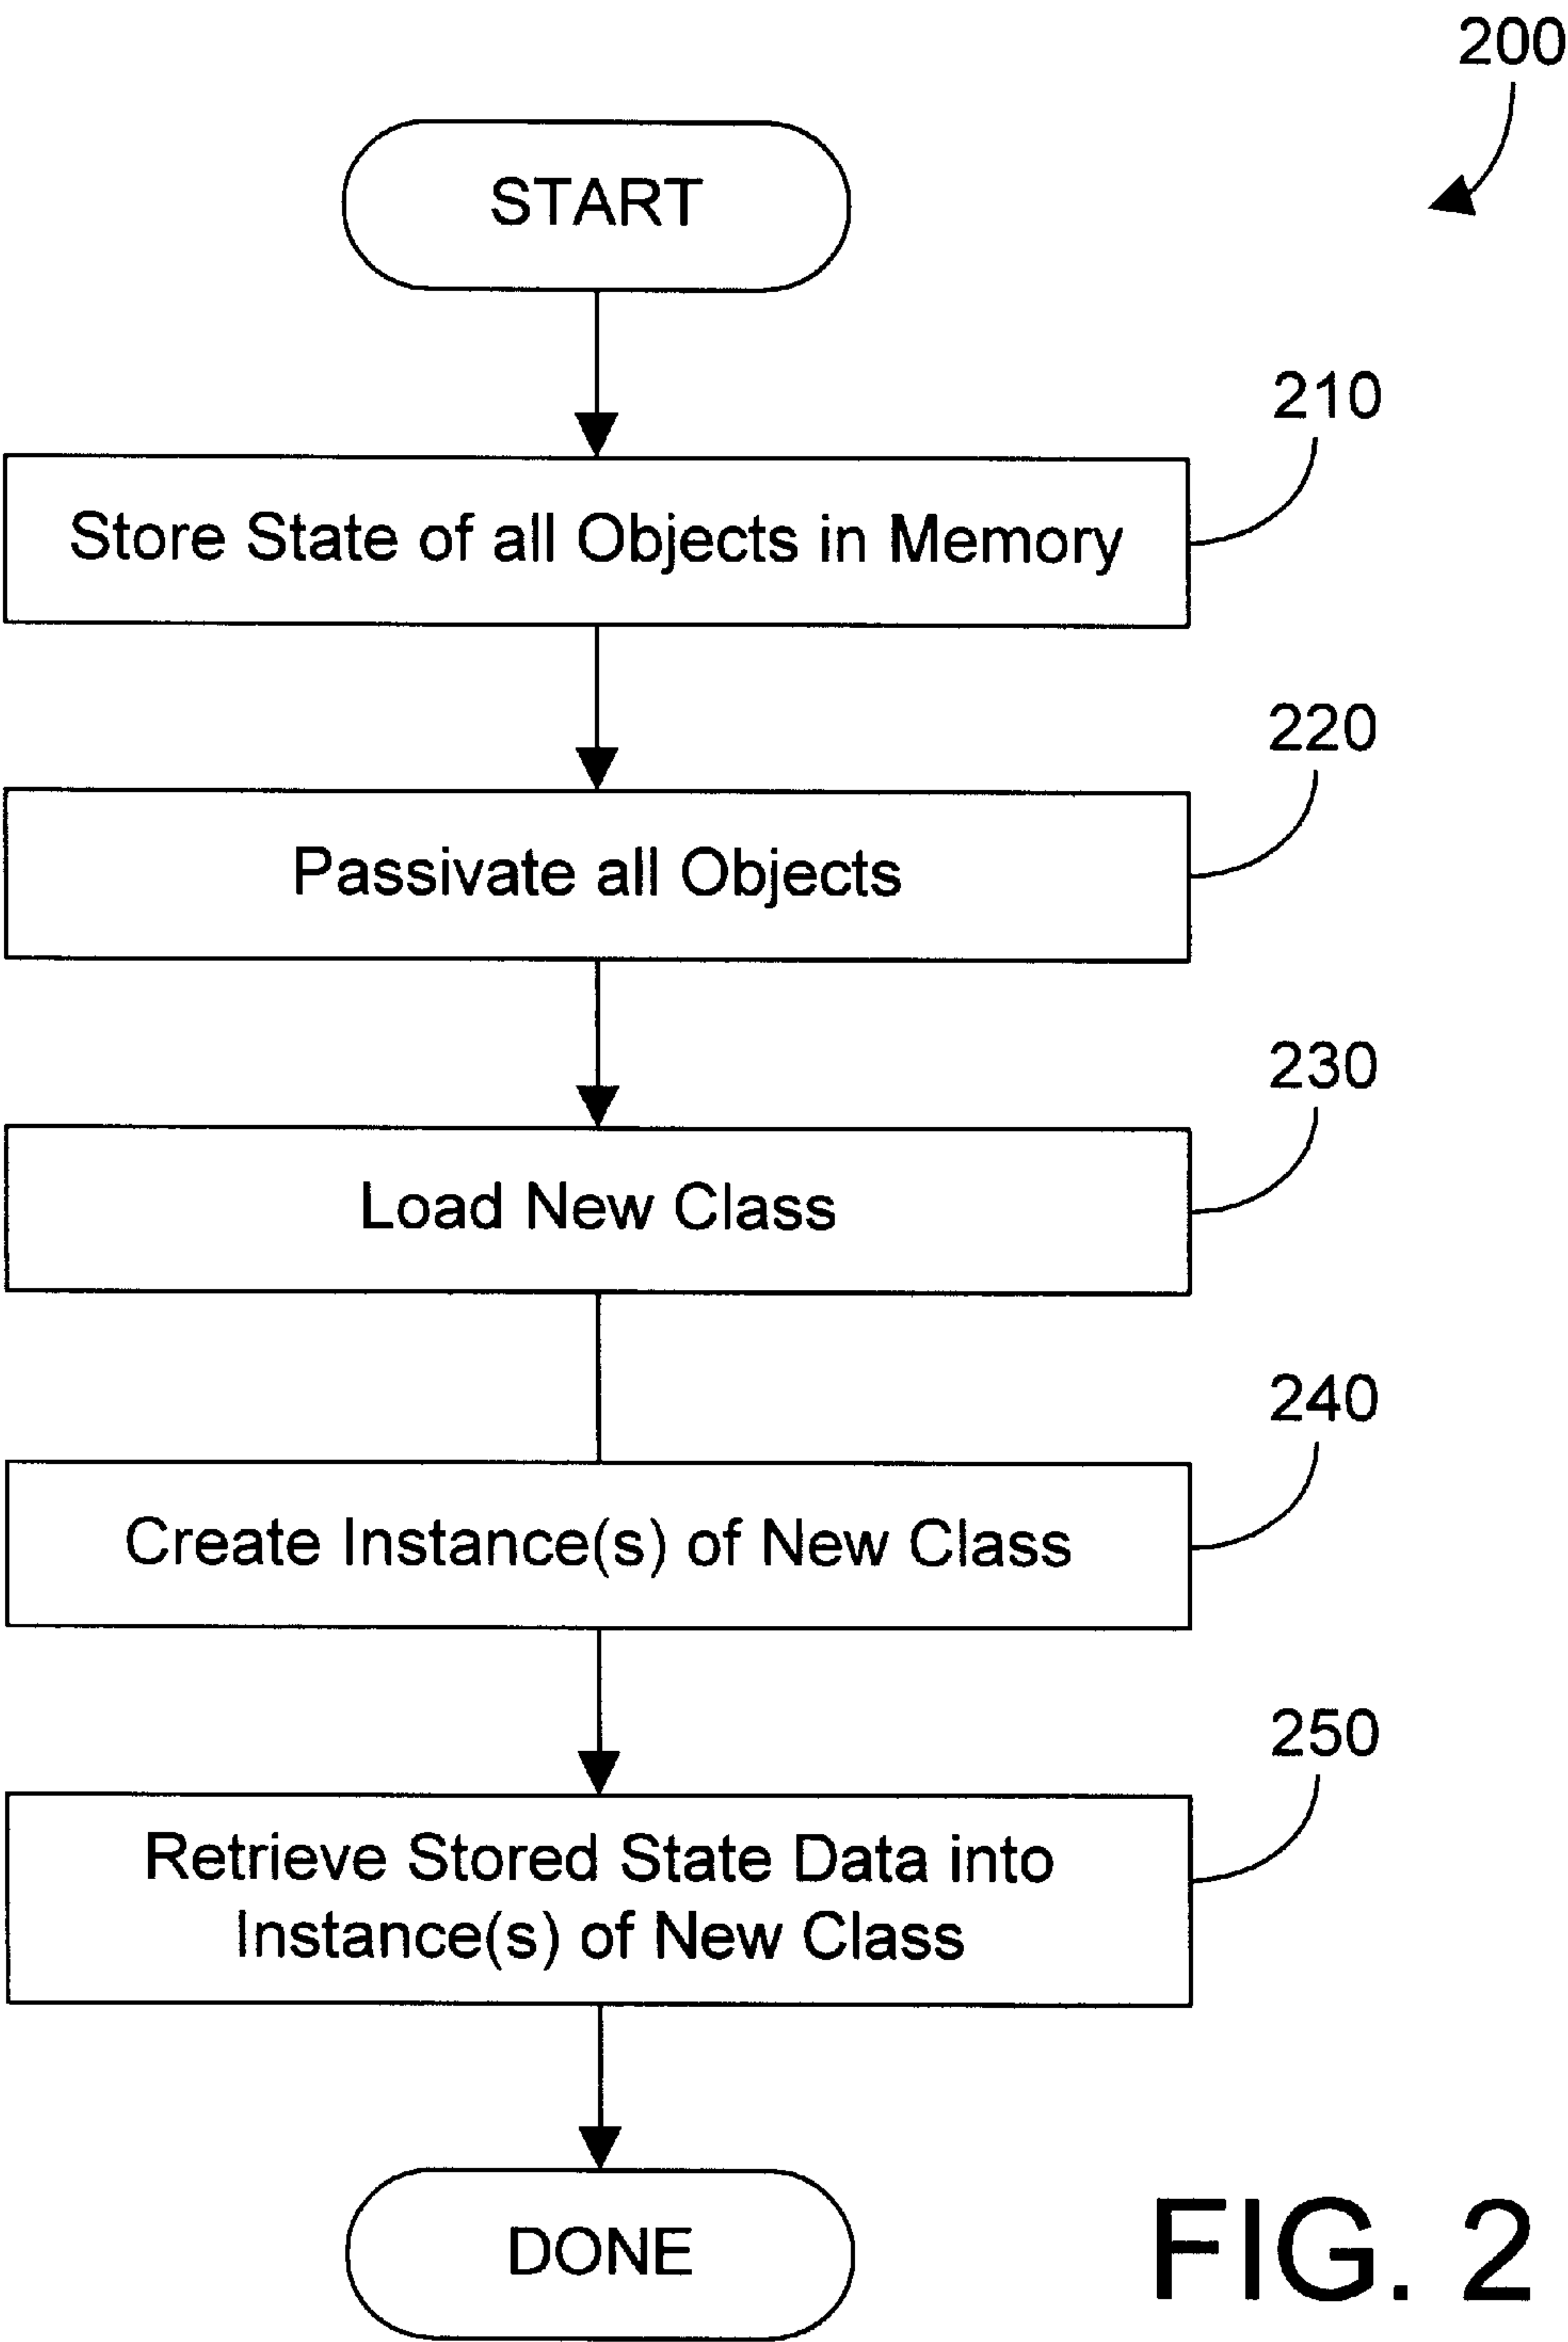 200
START
210
Store State of all Objects in Memory
220
Passivate all Objects
230
Load New Class
240
Create Instance(s) of New Class
250
Retrieve Stored State Data into
Instance(s) of New Class
DONE
FIG. 2